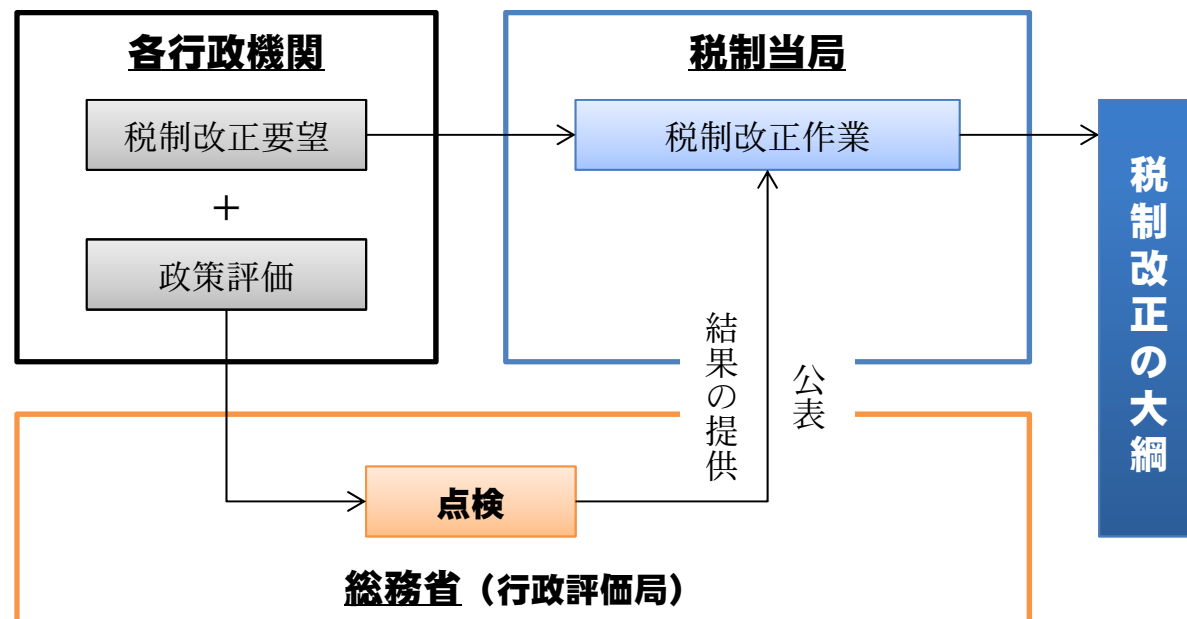 各行政機関
税制改正要望
＋
政策評価
税制当局
税制改正作業
結果の提供
公表
点検
総務省（行政評価局）
税制改正の大綱